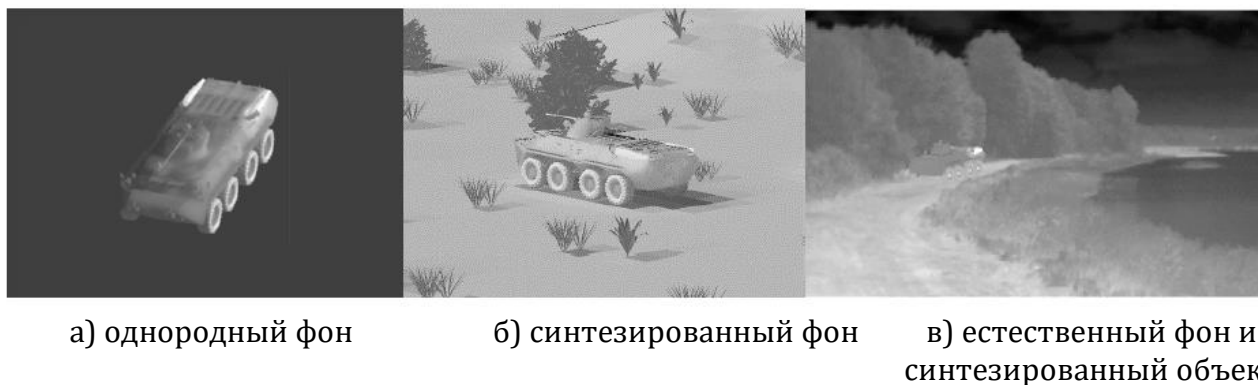 а) однородный фон
б) синтезированный фон
в) естественный фон и
синтезированный объек